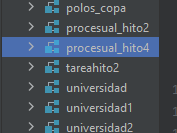 polos_copa
procesual_hito2
procesual_hito4
tareahito2
universidad
universidad1
universidad2